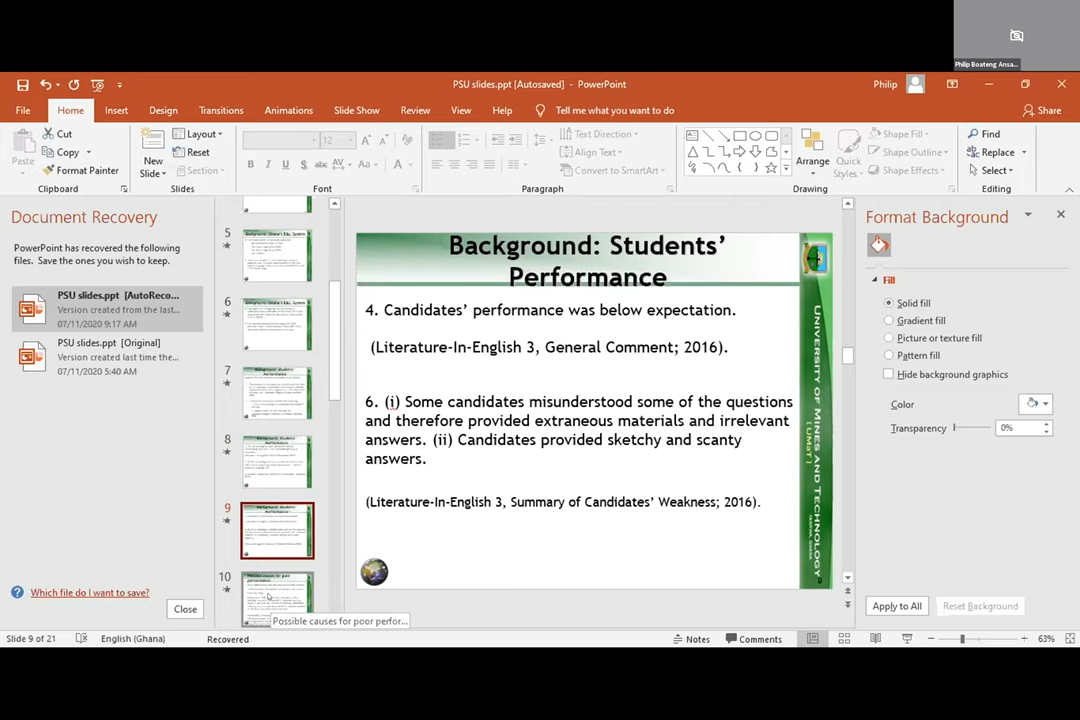 Philip Boateng Ansa...
PSU slides.ppt [Autosaved] - PowerPoint
Philip
File Home Insert Design Transitions Animations Slide Show Review View Help Tell me what you want to do Share
Paste
Cut
Copy
Format Painter
Clipboard
New Slide
Layout
Reset
Section
Slides
12
Font
Text Direction
Align Text
Convert to SmartArt
Paragraph
Arrange
Quick Styles
Shape Fill
Shape Outline
Shape Effects
Drawing
Find
Replace
Select
Editing
Document Recovery
PowerPoint has recovered the following
files. Save the ones you wish to keep.
PSU slides.ppt [AutoReco...
Version created from the last...
07/11/2020 9:17 AM
PSU slides.ppt [Original]
Version created last time the...
07/11/2020 5:40 AM
Which file do I want to save?
Close
5
6
7
8
9
10
Possible causes for poor perfor...
Background: Students'
Performance
4. Candidates' performance was below expectation.
(Literature-In-English 3, General Comment; 2016).
6. (i) Some candidates misunderstood some of the questions
and therefore provided extraneous materials and irrelevant
answers. (ii) Candidates provided sketchy and scanty
answers.
(Literature-In-English 3, Summary of Candidates' Weakness; 2016).
UNIVERSITY OF MINES AND TECHNOLOGY
[UMaT]
Format Background
Fill
Solid fill
Gradient fill
Picture or texture fill
Pattern fill
Hide background graphics
Color
Transparency 0%
Apply to All
Reset Background
Slide 9 of 21 English (Ghana) Recovered Notes Comments 63%